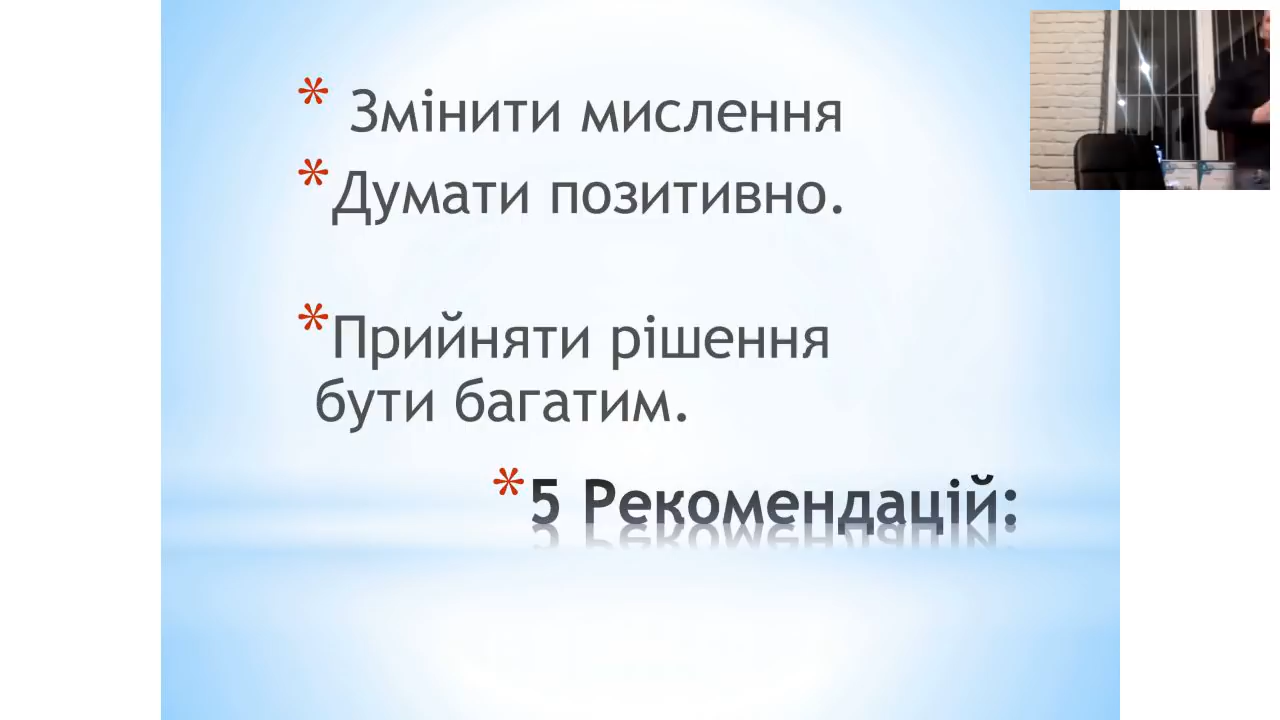 * Змінити мислення
* Думати позитивно.
* Прийняти рішення
бути багатим.
* 5 Рекомендацій: